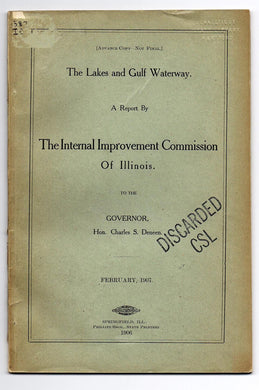 [Advance Copy—Not Final.]
The Lakes and Gulf Waterway.
A Report By
The Internal Improvement Commission
Of Illinois.
TO THE
GOVERNOR,
Hon. Charles S. Deneen.
DISCARDED
CSL
FEBRUARY, 1907.
SPRINGFIELD, ILL.
Phillips Bros., State Printers
1906